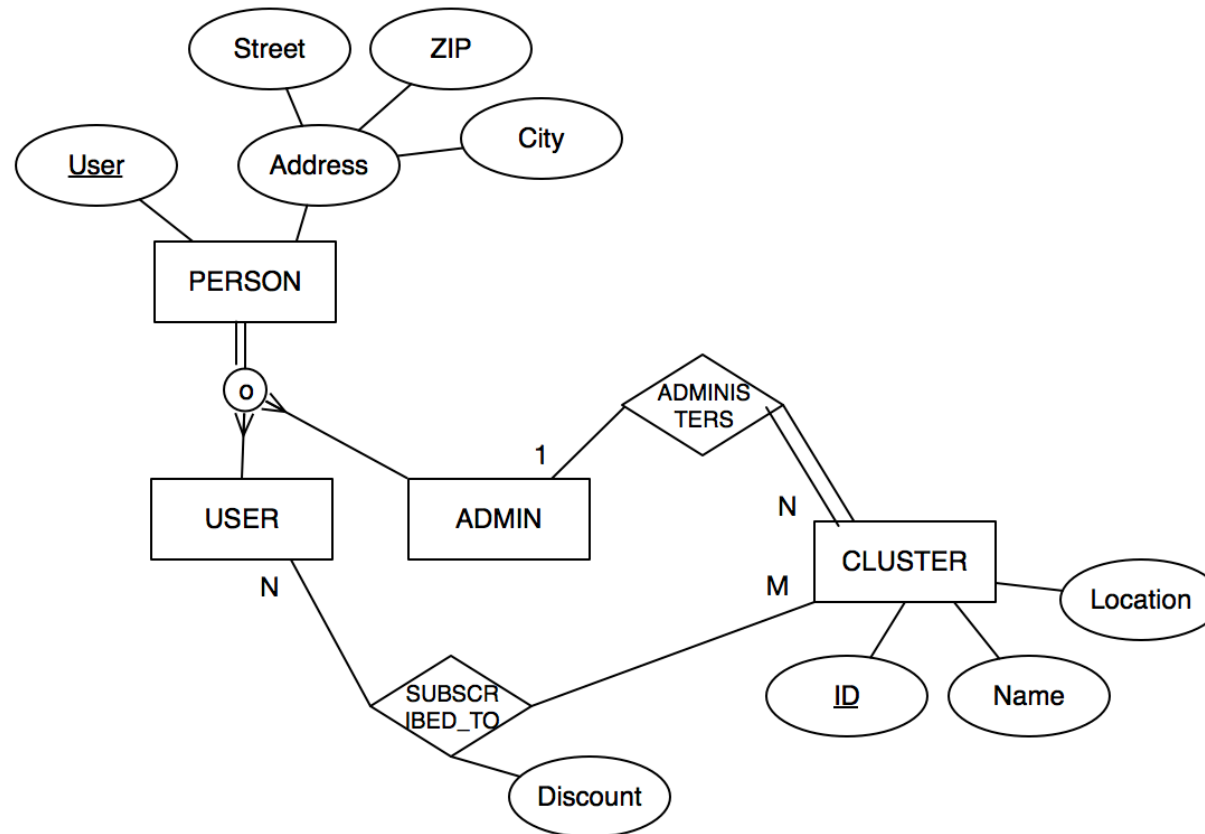 Street
ZIP
City
User
Address
PERSON
o
ADMINIS
TERS
1
N
USER
ADMIN
CLUSTER
N
M
Location
SUBSCR
IBED_TO
ID
Name
Discount